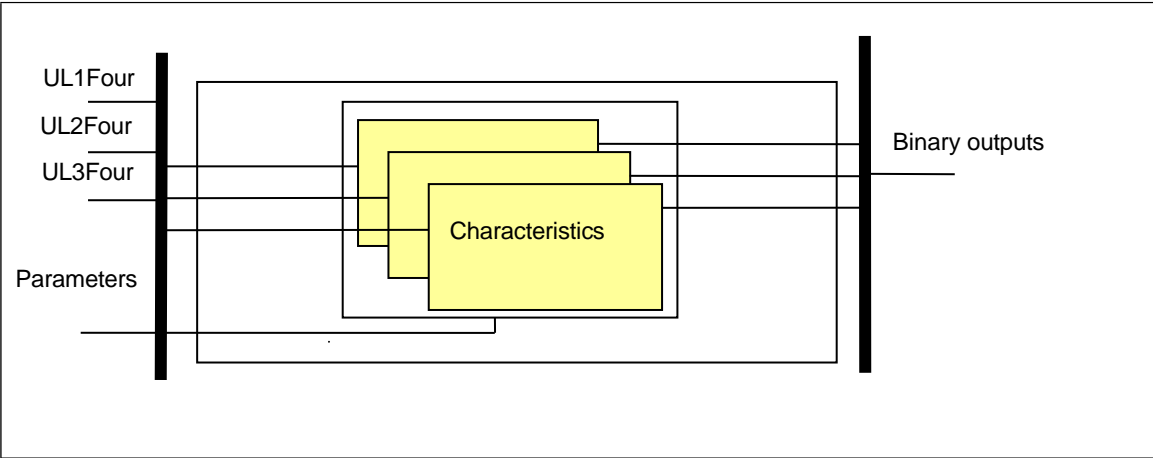 UL1Four
UL2Four
UL3Four
Parameters
Characteristics
Binary outputs